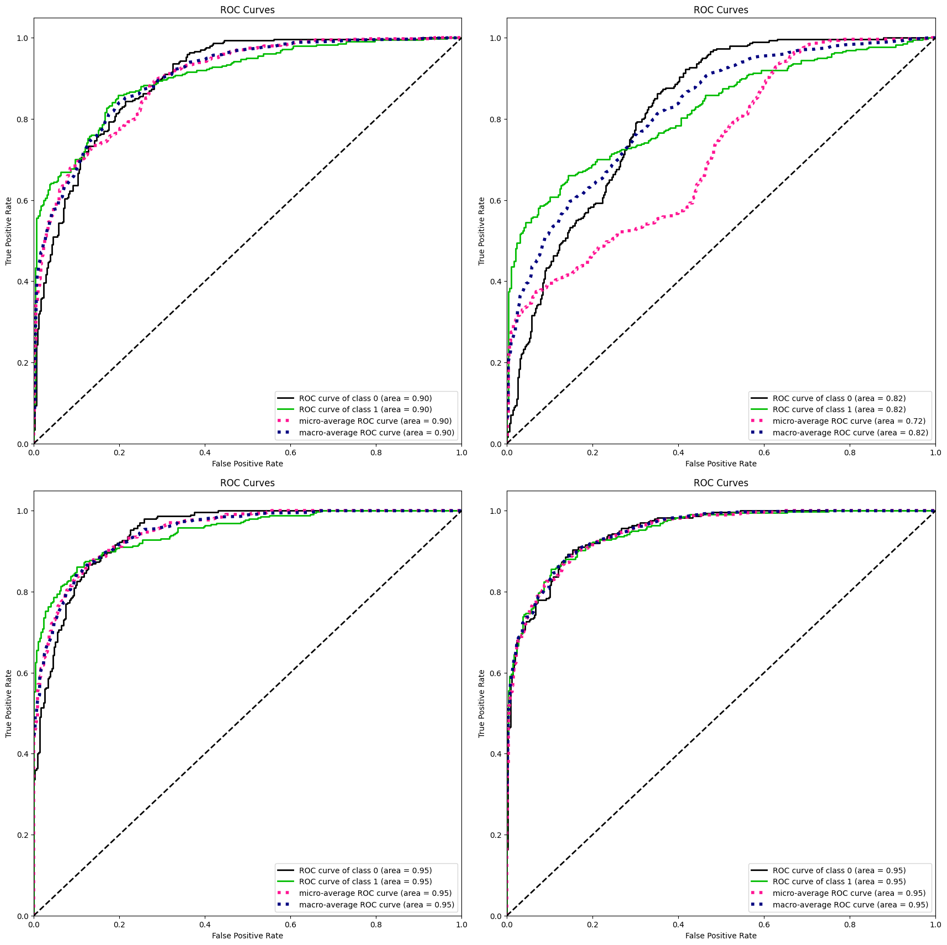 ROC Curves
True Positive Rate
1.0
0.8
0.6
0.4
0.2
0.0
ROC curve of class 0 (area = 0.90)
ROC curve of class 1 (area = 0.90)
micro-average ROC curve (area = 0.90)
macro-average ROC curve (area = 0.90)
0.0 0.2 0.4 0.6 0.8 1.0
False Positive Rate
ROC Curves
True Positive Rate
1.0
0.8
0.6
0.4
0.2
0.0
ROC curve of class 0 (area = 0.82)
ROC curve of class 1 (area = 0.82)
micro-average ROC curve (area = 0.72)
macro-average ROC curve (area = 0.82)
0.0 0.2 0.4 0.6 0.8 1.0
False Positive Rate
ROC Curves
True Positive Rate
1.0
0.8
0.6
0.4
0.2
0.0
ROC curve of class 0 (area = 0.95)
ROC curve of class 1 (area = 0.95)
micro-average ROC curve (area = 0.95)
macro-average ROC curve (area = 0.95)
0.0 0.2 0.4 0.6 0.8 1.0
False Positive Rate
ROC Curves
True Positive Rate
1.0
0.8
0.6
0.4
0.2
0.0
ROC curve of class 0 (area = 0.95)
ROC curve of class 1 (area = 0.95)
micro-average ROC curve (area = 0.95)
macro-average ROC curve (area = 0.95)
0.0 0.2 0.4 0.6 0.8 1.0
False Positive Rate